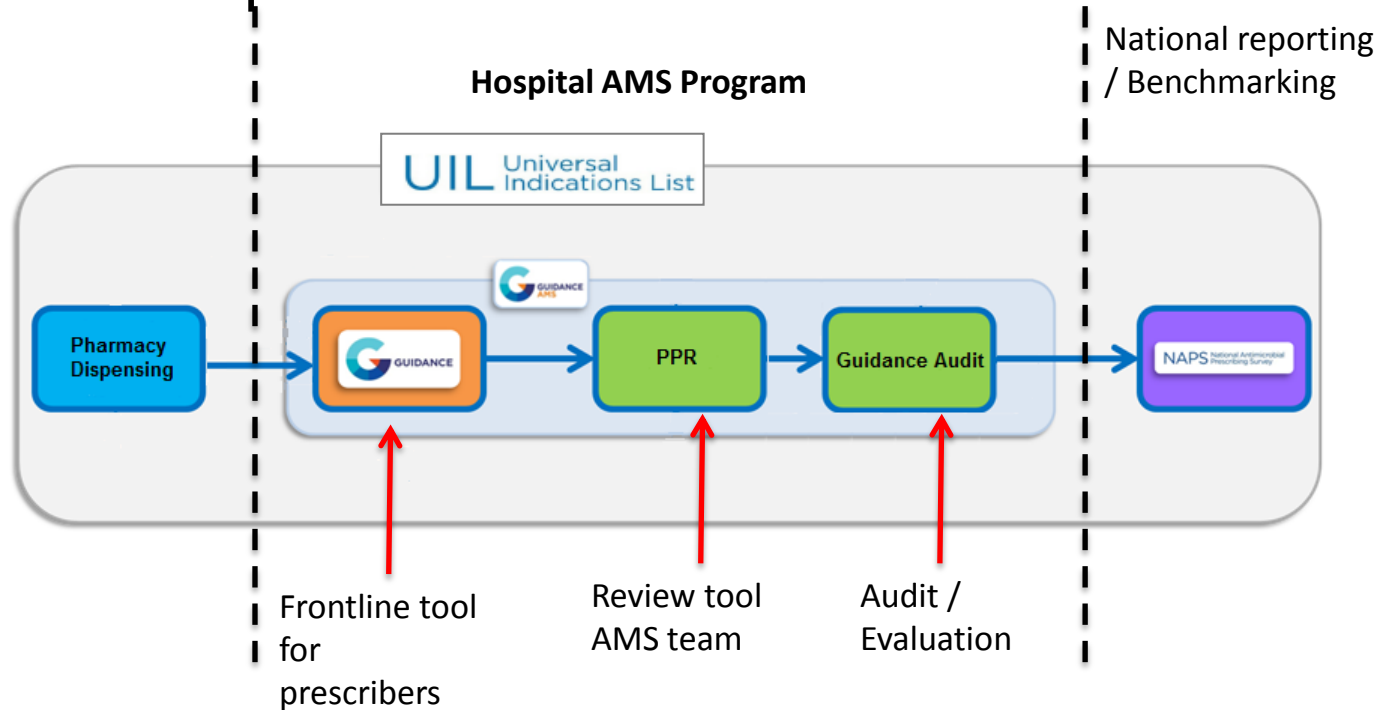 National reporting
/ Benchmarking
Hospital AMS Program
UIL Universal
Indications List
GUIDANCE
AMS
Pharmacy
Dispensing
GUIDANCE
PPR
Guidance Audit
NAPS National Antimicrobial
Prescribing Survey
Frontline tool
for
prescribers
Review tool
AMS team
Audit /
Evaluation